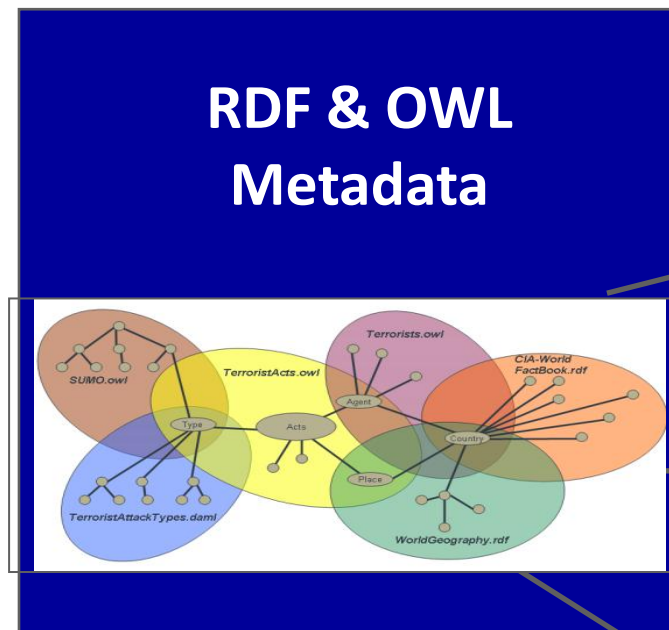 RDF & OWL
Metadata
Terrorists.owl
CIA-World
FactBook.rdf
SUMO.owl
TerroristActs.owl
Agent
Type
Acts
Country
Place
TerroristAttackTypes.daml
WorldGeography.rdf